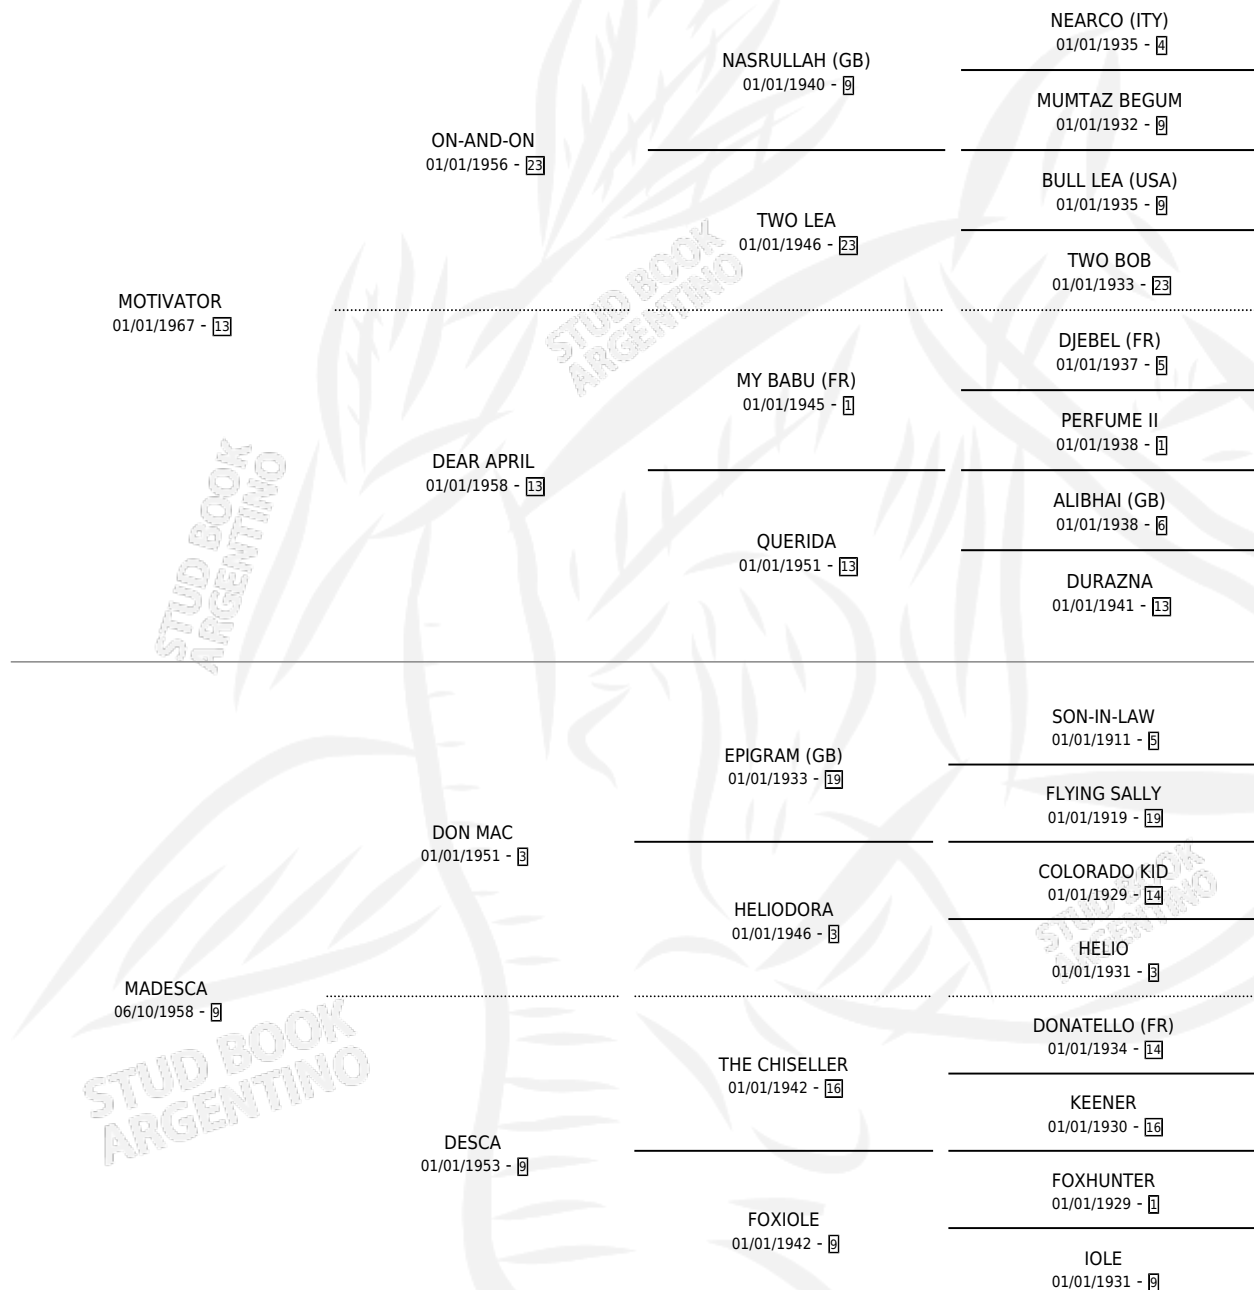 NEARCO (ITY)
01/01/1935 - 4
NASRULLAH (GB)
01/01/1940 - 9
MUMTAZ BEGUM
01/01/1932 - 9
ON-AND-ON
01/01/1956 - 23
BULL LEA (USA)
01/01/1935 - 9
TWO LEA
01/01/1946 - 23
TWO BOB
01/01/1933 - 23
MOTIVATOR
01/01/1967 - 13
DJEBEL (FR)
01/01/1937 - 5
MY BABU (FR)
01/01/1945 - 1
PERFUME II
01/01/1938 - 1
DEAR APRIL
01/01/1958 - 13
ALIBHAI (GB)
01/01/1938 - 6
QUERIDA
01/01/1951 - 13
DURAZNA
01/01/1941 - 13
SON-IN-LAW
01/01/1911 - 5
EPIGRAM (GB)
01/01/1933 - 19
FLYING SALLY
01/01/1919 - 19
DON MAC
01/01/1951 - 3
COLORADO KID
01/01/1929 - 14
HELIODORA
01/01/1946 - 3
HELIO
01/01/1931 - 3
MADESCA
06/10/1958 - 9
DONATELLO (FR)
01/01/1934 - 14
THE CHISELLER
01/01/1942 - 16
KEENER
01/01/1930 - 16
DESCA
01/01/1953 - 9
FOXHUNTER
01/01/1929 - 1
FOXIOLE
01/01/1942 - 9
IOLE
01/01/1931 - 9
STUD BOOK
ARGENTINO
STUD BOOK
ARGENTINO
STUD BOOK
ARGENTINO
STUD BOOK
ARGENTINO